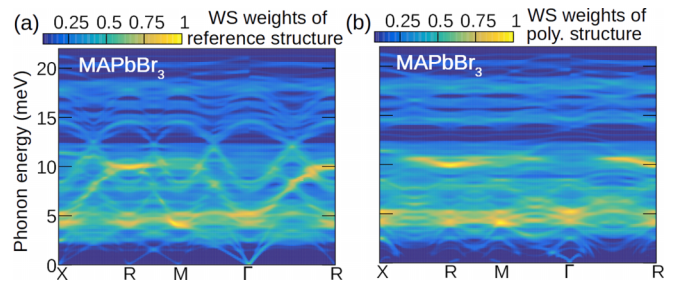 (a) 0.25 0.5 0.75 1 WS weights of
reference structure
MAPbBr3
Phonon energy (meV)
20
15
10
5
0
X R M Γ R
(b) 0.25 0.5 0.75 1 WS weights of
poly. structure
MAPbBr3
X R M Γ R